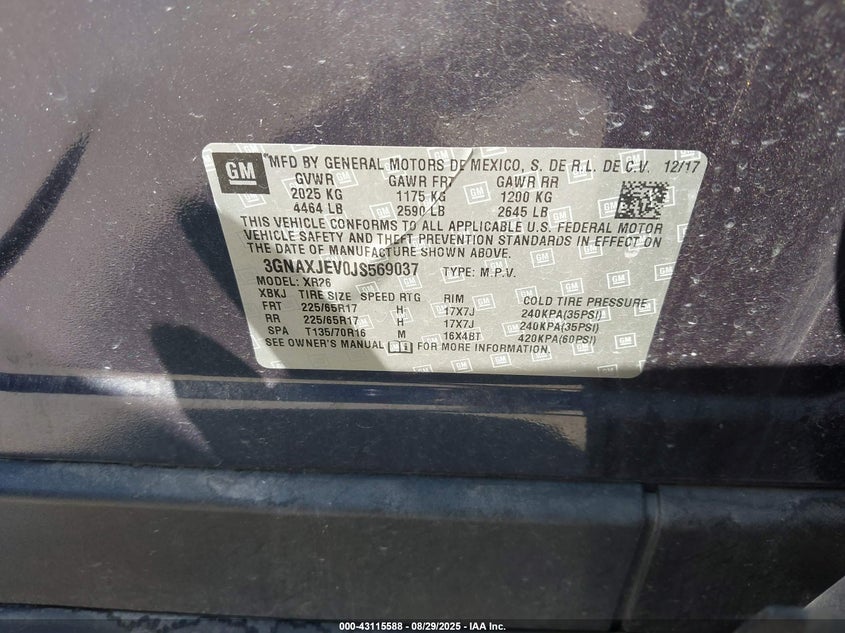 GM
MFD BY GENERAL MOTORS DE MEXICO, S. DE R.L. DE C.V. 12/17
GVWR GAWR FRT GAWR RR
2025 KG 1175 KG 1200 KG
4464 LB 2590 LB 2645 LB
THIS VEHICLE CONFORMS TO ALL APPLICABLE U.S. FEDERAL MOTOR
VEHICLE SAFETY AND THEFT PREVENTION STANDARDS IN EFFECT ON
THE DATE OF MANUFACTURE SHOWN ABOVE.
3GNAXJEV0JS569037 TYPE: M.P.V.
MODEL: XR26
XBKJ TIRE SIZE SPEED RTG RIM COLD TIRE PRESSURE
FRT 225/65R17 H 17X7J 240KPA(35PSI)
RR 225/65R17 H 17X7J 240KPA(35PSI)
SPA T135/70R16 M 16X4BT 420KPA(60PSI)
SEE OWNER'S MANUAL i FOR MORE INFORMATION.
000-43115588 - 08/29/2025 - IAA Inc.